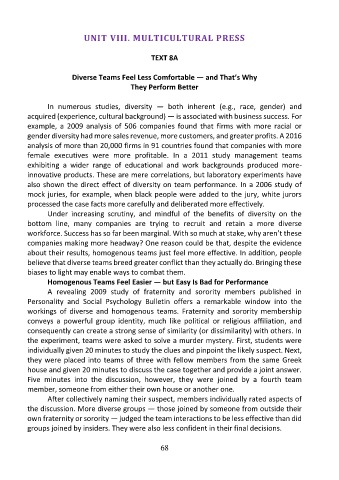 UNIT VIII. MULTICULTURAL PRESS
TEXT 8A
Diverse Teams Feel Less Comfortable — and That's Why
They Perform Better
In numerous studies, diversity — both inherent (e.g., race, gender) and
acquired (experience, cultural background) — is associated with business success. For
example, a 2009 analysis of 506 companies found that firms with more racial or
gender diversity had more sales revenue, more customers, and greater profits. A 2016
analysis of more than 20,000 firms in 91 countries found that companies with more
female executives were more profitable. In a 2011 study management teams
exhibiting a wider range of educational and work backgrounds produced more-
innovative products. These are mere correlations, but laboratory experiments have
also shown the direct effect of diversity on team performance. In a 2006 study of
mock juries, for example, when black people were added to the jury, white jurors
processed the case facts more carefully and deliberated more effectively.
Under increasing scrutiny, and mindful of the benefits of diversity on the
bottom line, many companies are trying to recruit and retain a more diverse
workforce. Success has so far been marginal. With so much at stake, why aren't these
companies making more headway? One reason could be that, despite the evidence
about their results, homogenous teams just feel more effective. In addition, people
believe that diverse teams breed greater conflict than they actually do. Bringing these
biases to light may enable ways to combat them.
Homogenous Teams Feel Easier — but Easy Is Bad for Performance
A revealing 2009 study of fraternity and sorority members published in
Personality and Social Psychology Bulletin offers a remarkable window into the
workings of diverse and homogenous teams. Fraternity and sorority membership
conveys a powerful group identity, much like political or religious affiliation, and
consequently can create a strong sense of similarity (or dissimilarity) with others. In
the experiment, teams were asked to solve a murder mystery. First, students were
individually given 20 minutes to study the clues and pinpoint the likely suspect. Next,
they were placed into teams of three with fellow members from the same Greek
house and given 20 minutes to discuss the case together and provide a joint answer.
Five minutes into the discussion, however, they were joined by a fourth team
member, someone from either their own house or another one.
After collectively naming their suspect, members individually rated aspects of
the discussion. More diverse groups — those joined by someone from outside their
own fraternity or sorority — judged the team interactions to be less effective than did
groups joined by insiders. They were also less confident in their final decisions.
68